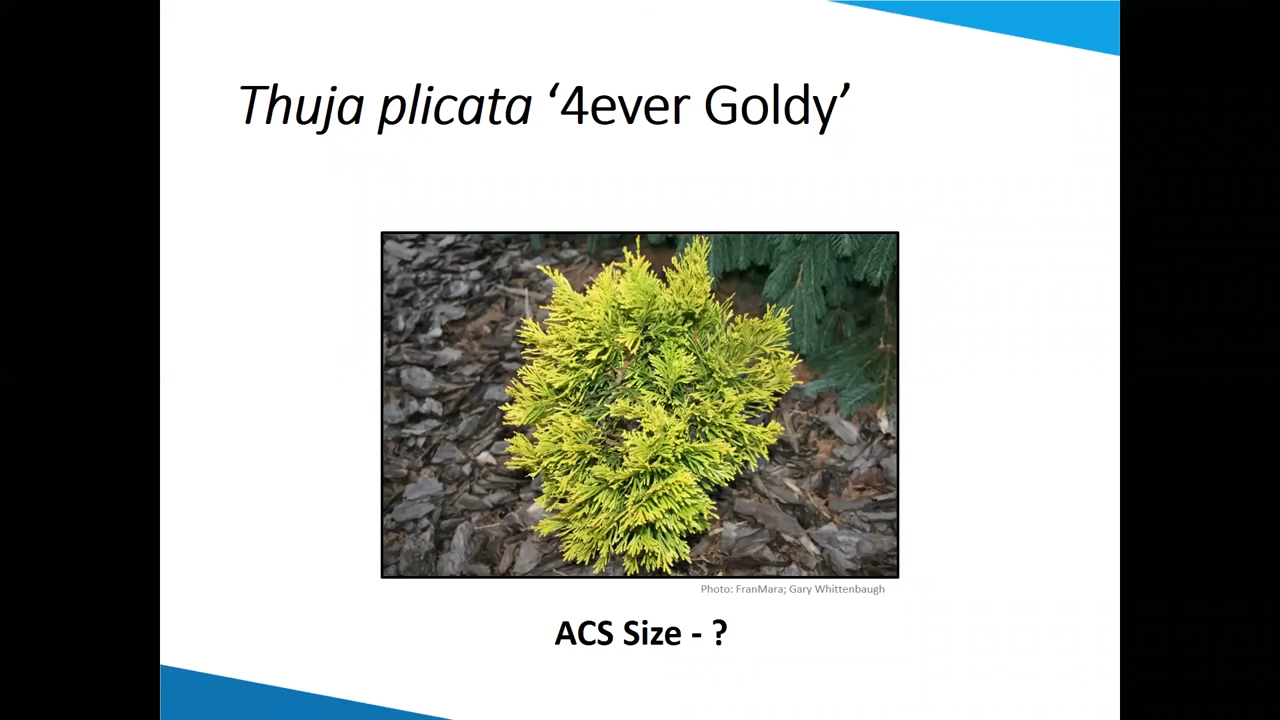 Thuja plicata ‘4ever Goldy’
Photo: FranMara; Gary Whittenbaugh
ACS Size - ?